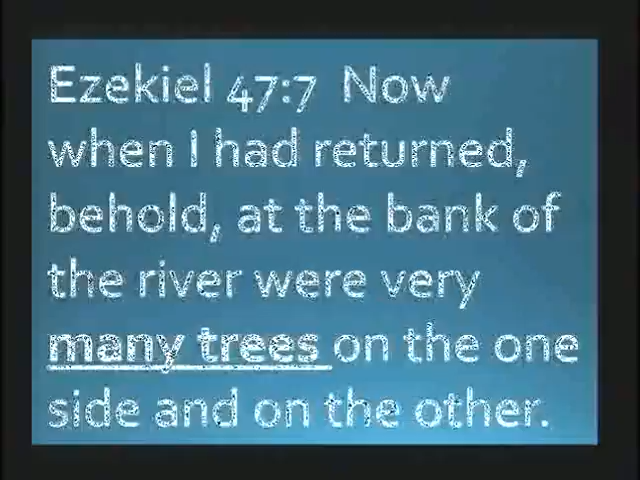 Ezekiel 47:7 Now
when I had returned,
behold, at the bank of
the river were very
many trees on the one
side and on the other.